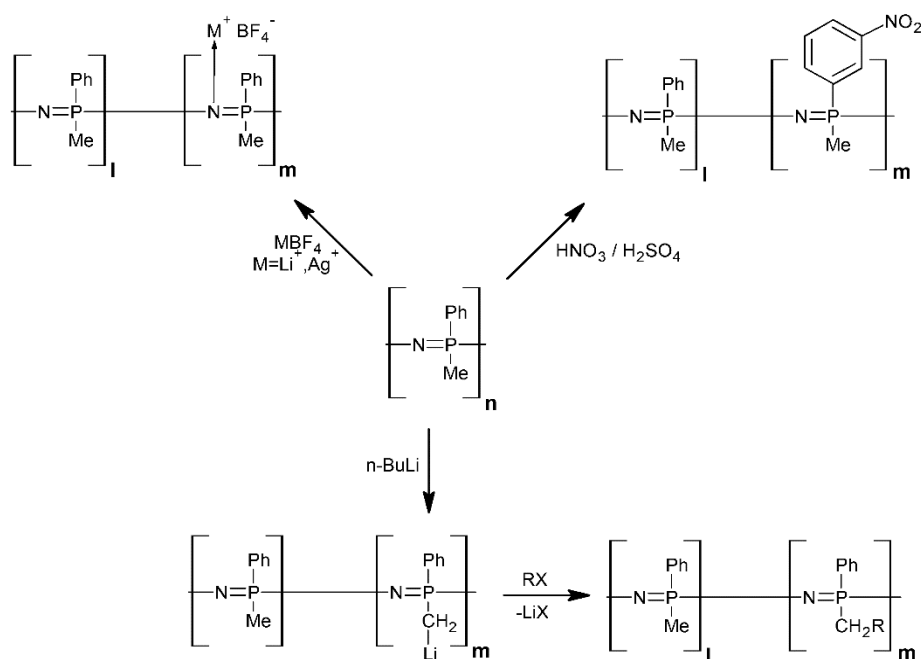 M+ BF4-
Ph Ph
N=P N=P
Me Me
l m
NO2
Ph
N=P N=P
Me Me
l m
MBF4
M=Li+,Ag+
HNO3 / H2SO4
Ph
N=P
Me
n
n-BuLi
Ph Ph
N=P N=P
Me CH2
Li
m
RX
-LiX
Ph Ph
N=P N=P
Me CH2R
l m